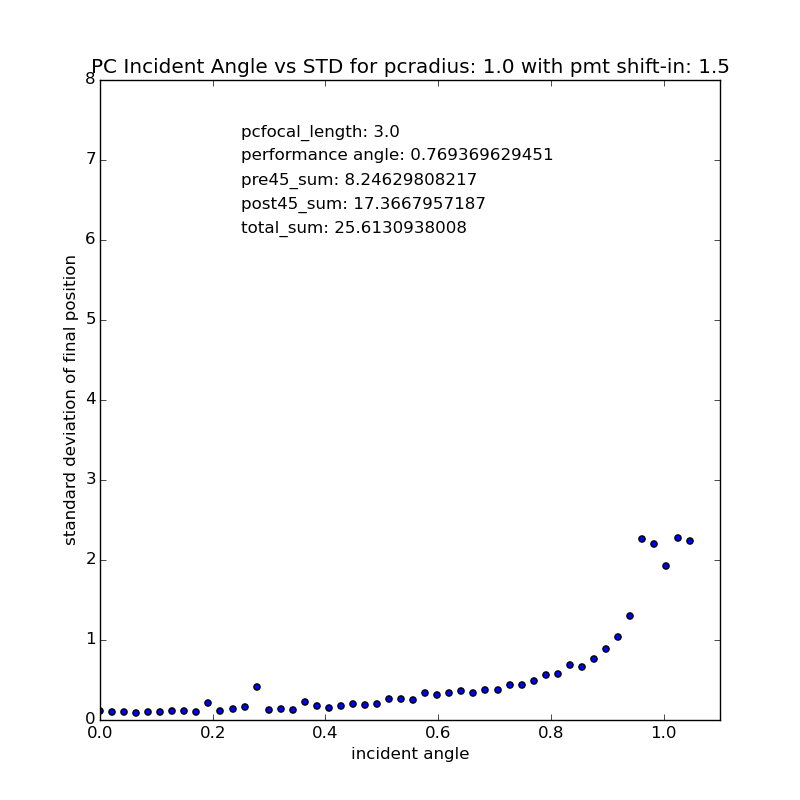 PC Incident Angle vs STD for pcradius: 1.0 with pmt shift-in: 1.5
8
pcfocal_length: 3.0
7
performance angle: 0.769369629451
pre45_sum: 8.24629808217
post45_sum: 17.3667957187
6
total_sum: 25.6130938008
standard deviation of final position
5
4
3
2
1
0
0.0 0.2 0.4 0.6 0.8 1.0
incident angle